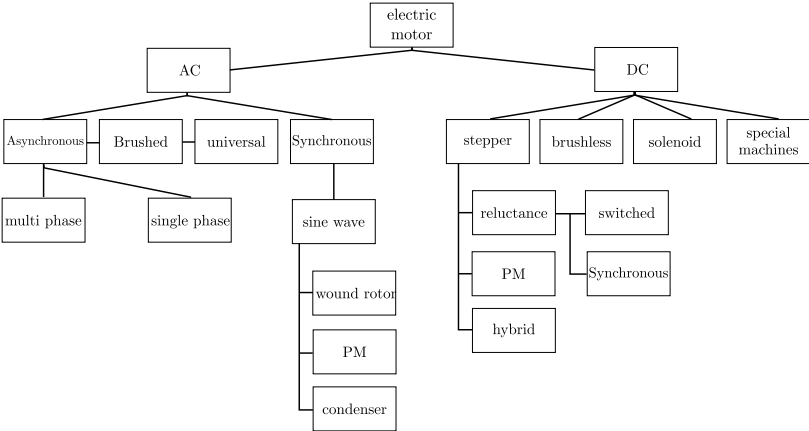 electric
motor
AC
DC
Asynchronous
Brushed
universal
Synchronous
stepper
brushless
solenoid
special
machines
multi phase
single phase
sine wave
reluctance
switched
wound rotor
PM
Synchronous
PM
hybrid
condenser